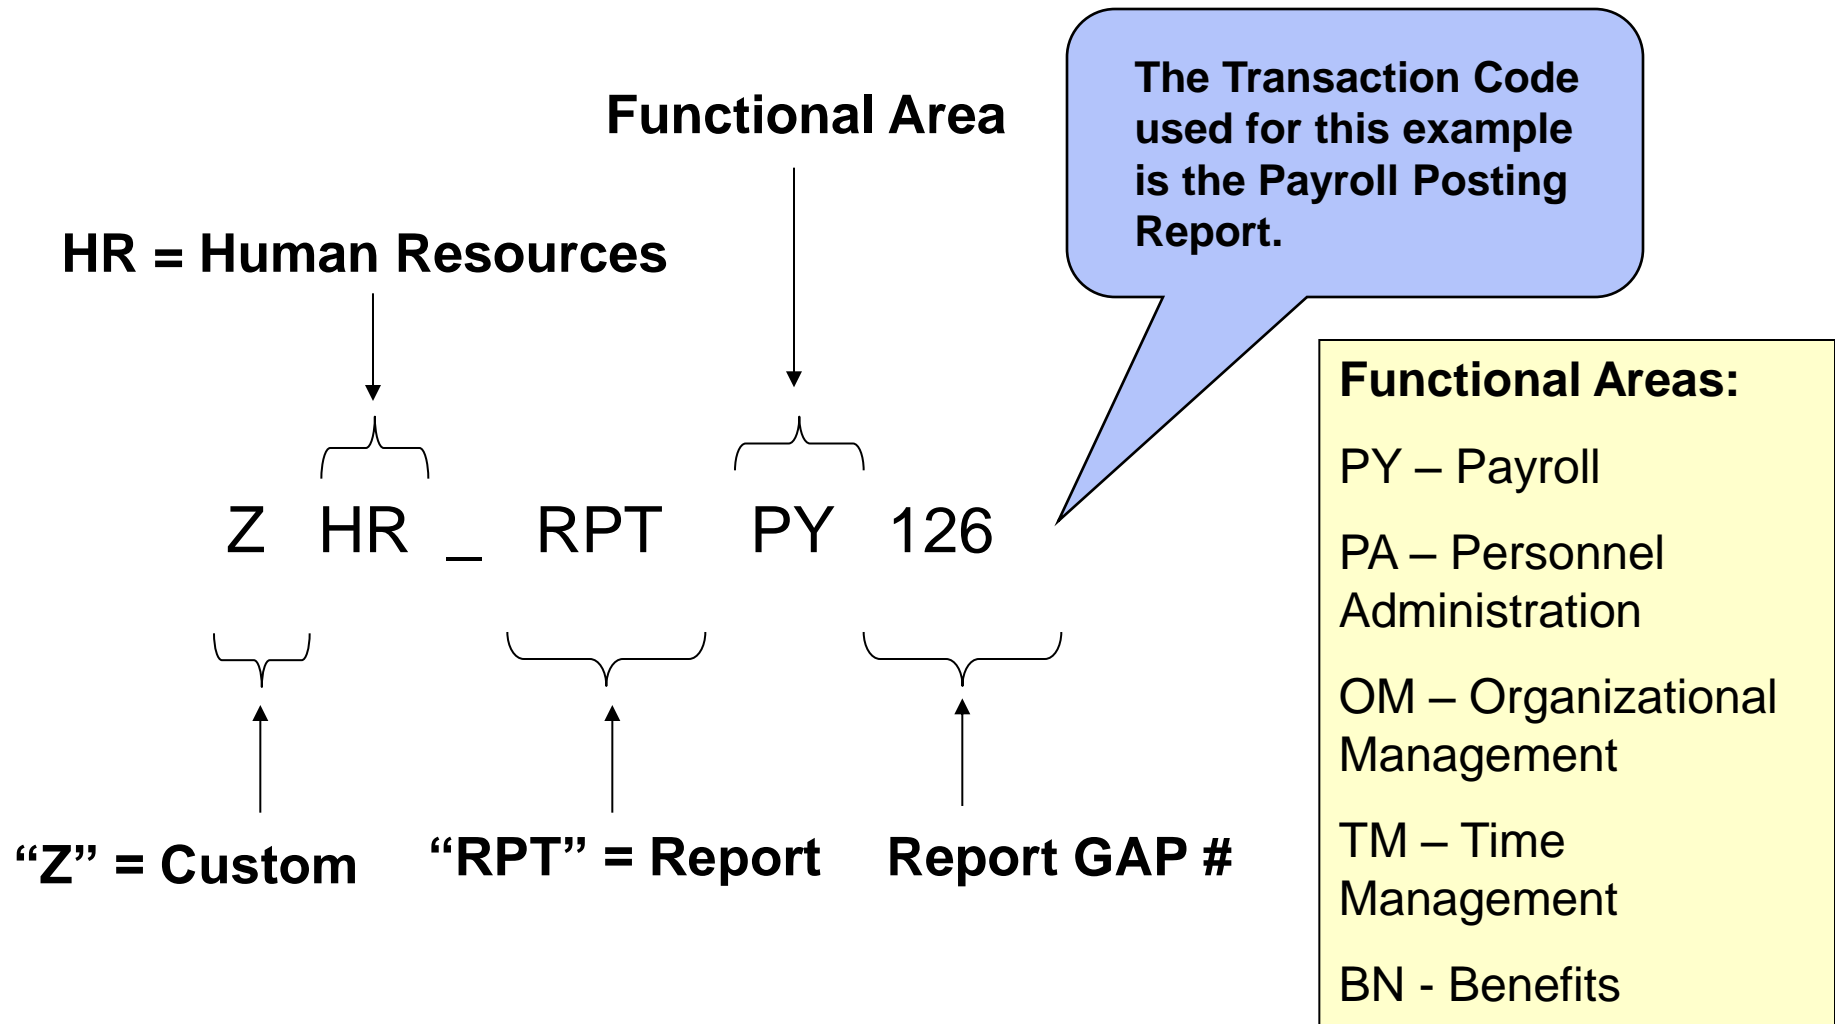 Functional Area
The Transaction Code
used for this example
is the Payroll Posting
Report.
HR = Human Resources
Z HR _ RPT PY 126
“Z” = Custom
“RPT” = Report
Report GAP #
Functional Areas:
PY – Payroll
PA – Personnel
Administration
OM – Organizational
Management
TM – Time
Management
BN - Benefits